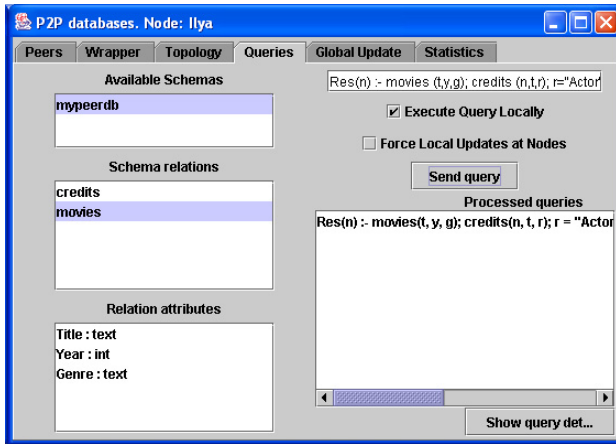 P2P databases. Node: Ilya
Peers Wrapper Topology Queries Global Update Statistics
Available Schemas
mypeerdb
Schema relations
credits
movies
Relation attributes
Title : text
Year : int
Genre : text
Res(n) :- movies (t,y,g); credits (n,t,r); r="Actor
Execute Query Locally
Force Local Updates at Nodes
Send query
Processed queries
Res(n) :- movies(t, y, g); credits(n, t, r); r = "Actor
Show query det...